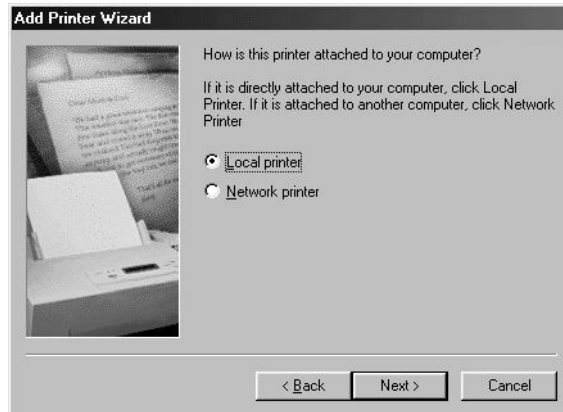 Add Printer Wizard
How is this printer attached to your computer?
If it is directly attached to your computer, click Local
Printer. If it is attached to another computer, click Network
Printer
Local printer
Network printer
< Back
Next >
Cancel